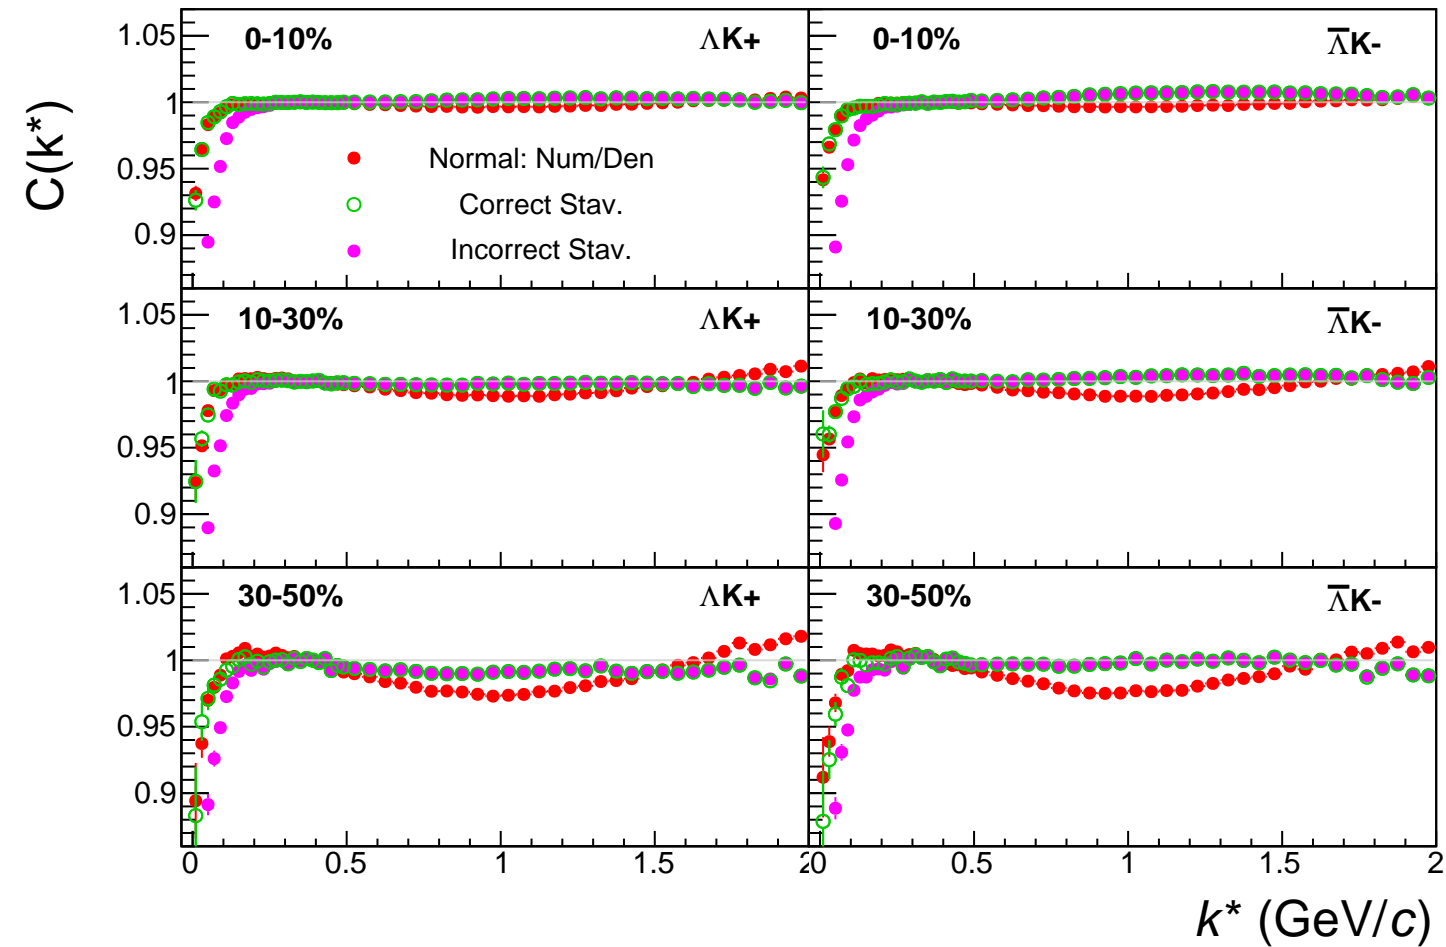 C(k*)
0-10%
ΛK+
0-10%
Λ̅K-
1.05
1
0.95
0.9
Normal: Num/Den
Correct Stav.
Incorrect Stav.
10-30%
ΛK+
10-30%
Λ̅K-
1.05
1
0.95
0.9
30-50%
ΛK+
30-50%
Λ̅K-
1.05
1
0.95
0.9
0 0.5 1 1.5 2 0 0.5 1 1.5 2
k* (GeV/c)